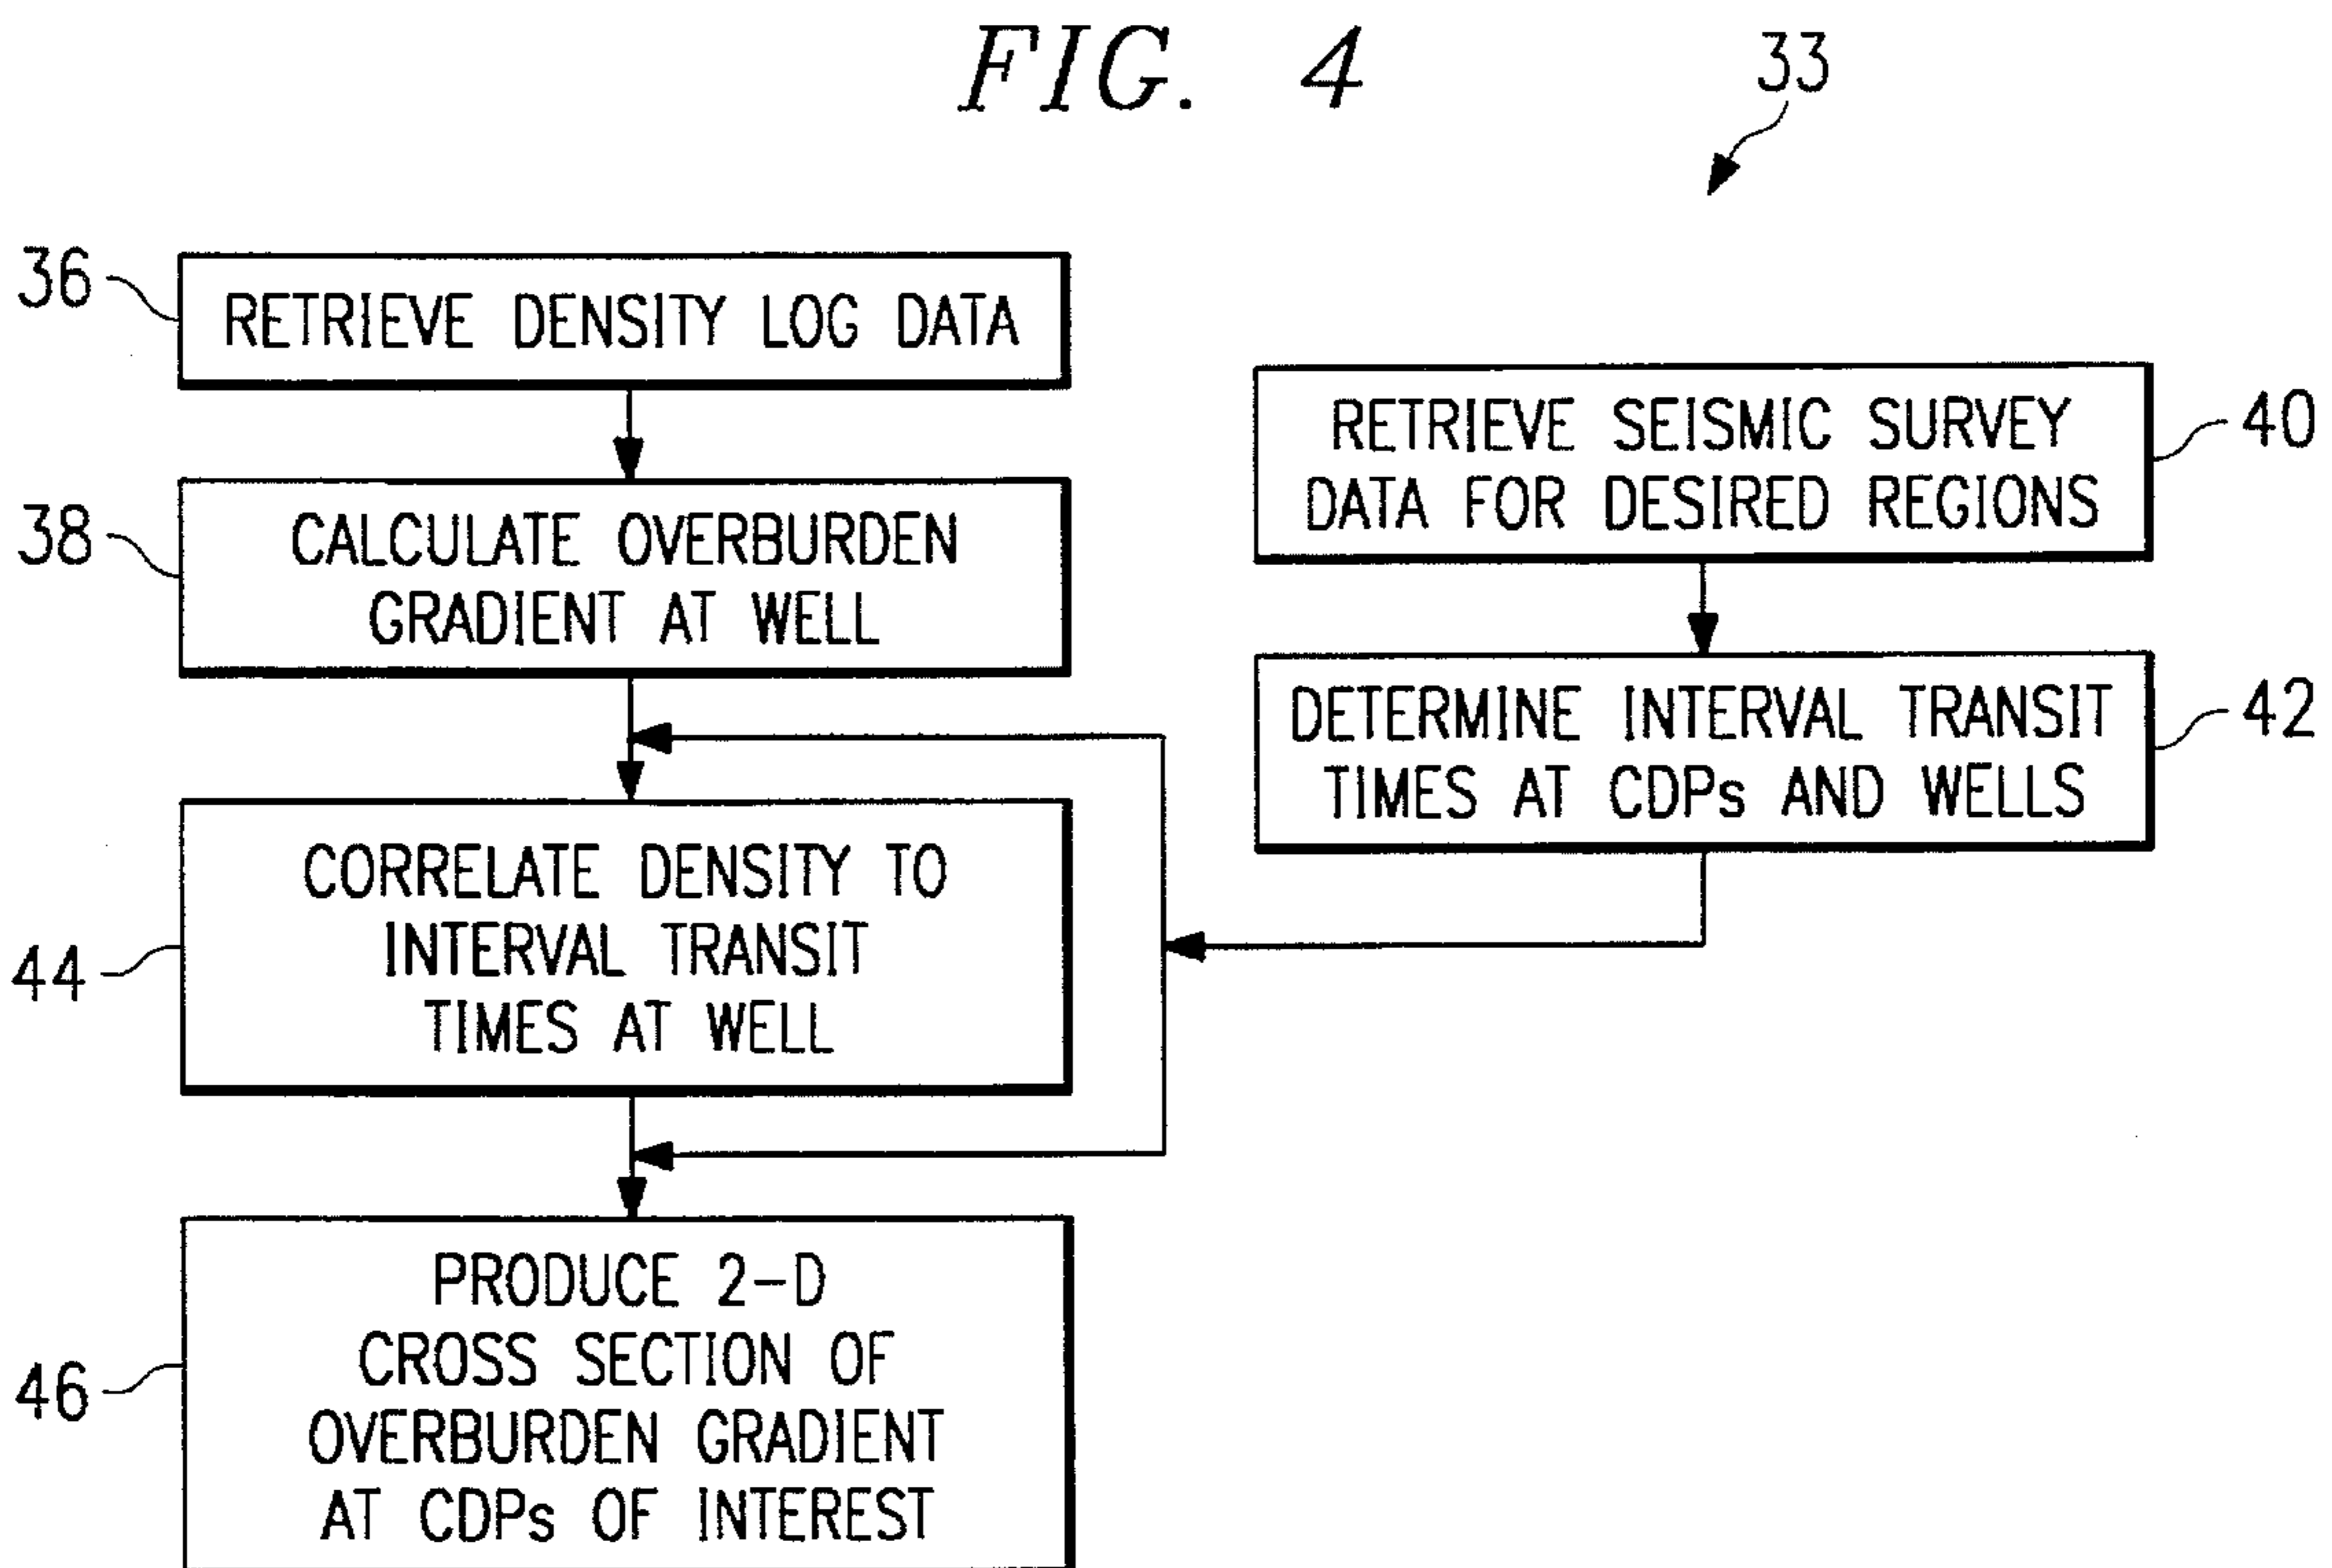 FIG. 4
33
36
RETRIEVE DENSITY LOG DATA
38
CALCULATE OVERBURDEN
GRADIENT AT WELL
40
RETRIEVE SEISMIC SURVEY
DATA FOR DESIRED REGIONS
42
DETERMINE INTERVAL TRANSIT
TIMES AT CDPs AND WELLS
44
CORRELATE DENSITY TO
INTERVAL TRANSIT
TIMES AT WELL
46
PRODUCE 2-D
CROSS SECTION OF
OVERBURDEN GRADIENT
AT CDPs OF INTEREST